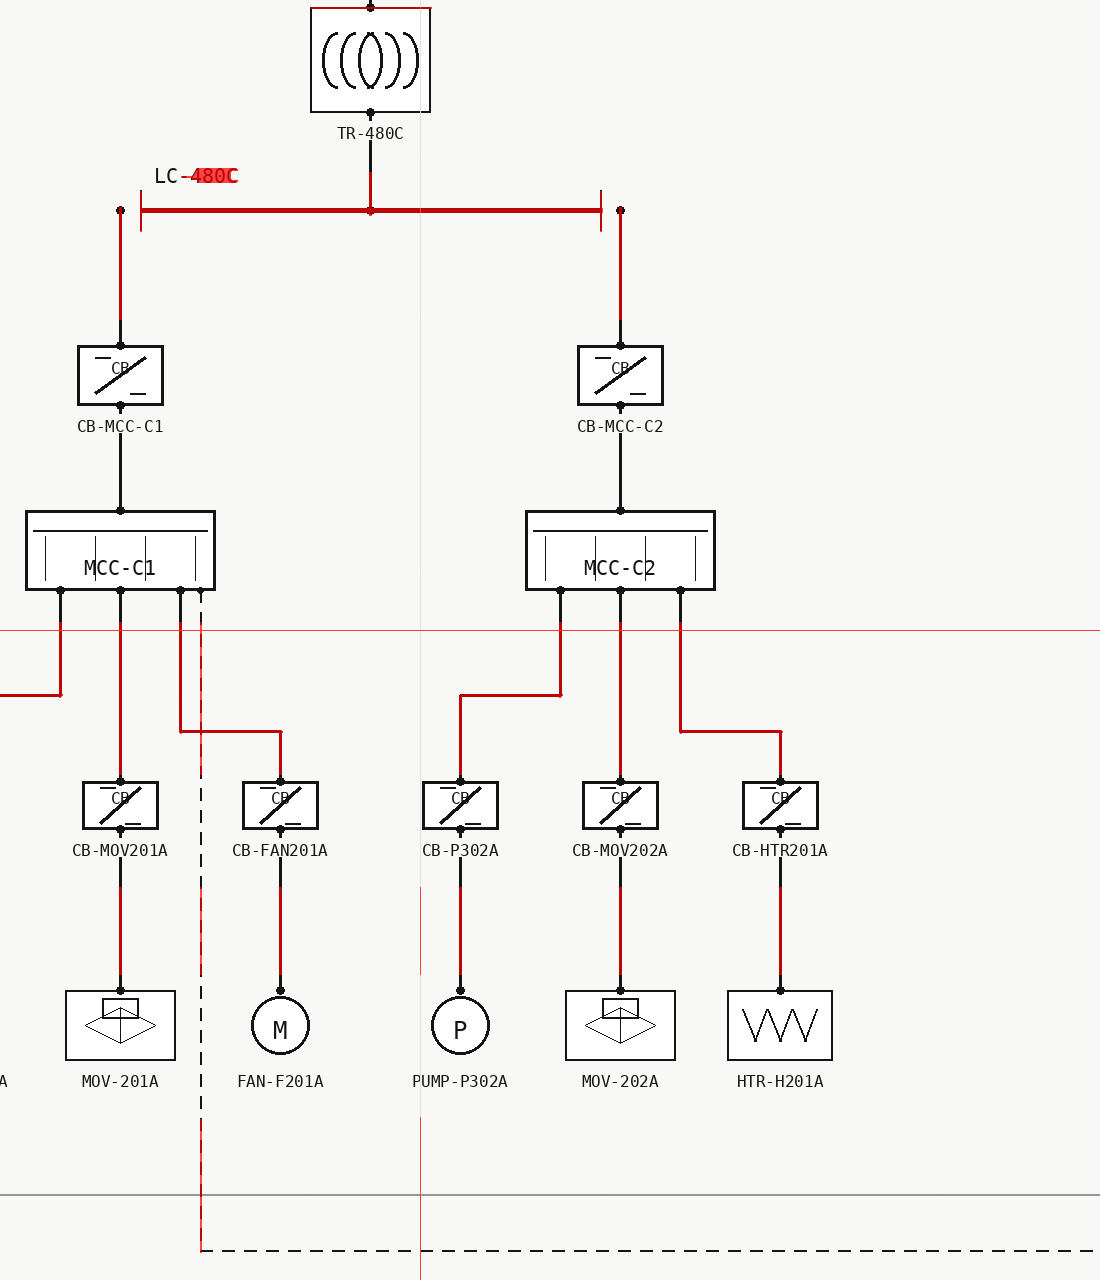 TR-480C
LC-480C
CB
CB
CB-MCC-C1
CB-MCC-C2
MCC-C1
MCC-C2
CB
CB
CB
CB
CB
CB-MOV201A
CB-FAN201A
CB-P302A
CB-MOV202A
CB-HTR201A
M
P
A
MOV-201A
FAN-F201A
PUMP-P302A
MOV-202A
HTR-H201A